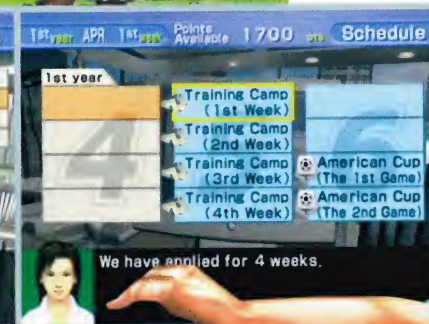 1st year APR 1st week Points Available 1700 pts Schedule
1st year
Training Camp
(1st Week)
Training Camp
(2nd Week)
Training Camp
(3rd Week)
American Cup
(The 1st Game)
Training Camp
(4th Week)
American Cup
(The 2nd Game)
4
6
We have applied for 4 weeks.